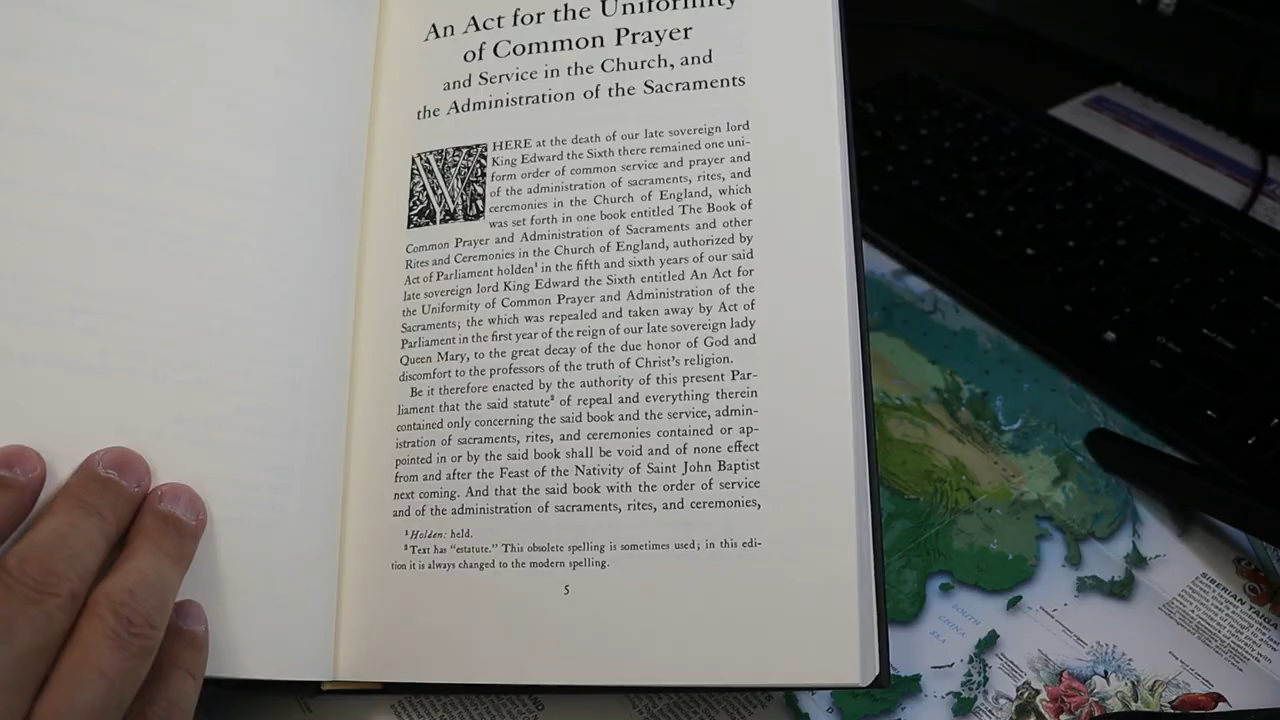 An Act for the Uniformity
of Common Prayer
and Service in the Church, and
the Administration of the Sacraments
WHERE at the death of our late sovereign lord
King Edward the Sixth there remained one uni-
form order of common service and prayer and
of the administration of sacraments, rites, and
ceremonies in the Church of England, which
was set forth in one book entitled The Book of
Common Prayer and Administration of Sacraments and other
Rites and Ceremonies in the Church of England, authorized by
Act of Parliament holden¹ in the fifth and sixth years of our said
late sovereign lord King Edward the Sixth entitled An Act for
the Uniformity of Common Prayer and Administration of the
Sacraments; the which was repealed and taken away by Act of
Parliament in the first year of the reign of our late sovereign lady
Queen Mary, to the great decay of the due honor of God and
discomfort to the professors of the truth of Christ's religion.
Be it therefore enacted by the authority of this present Par-
liament that the said statute² of repeal and everything therein
contained only concerning the said book and the service, admin-
istration of sacraments, rites, and ceremonies contained or ap-
pointed in or by the said book shall be void and of none effect
from and after the Feast of the Nativity of Saint John Baptist
next coming. And that the said book with the order of service
and of the administration of sacraments, rites, and ceremonies,
¹ Holden: held.
² Text has "estatute." This obsolete spelling is sometimes used; in this edi-
tion it is always changed to the modern spelling.
5
SOUTH
CHINA
SEA
SIBERIAN TAIGA